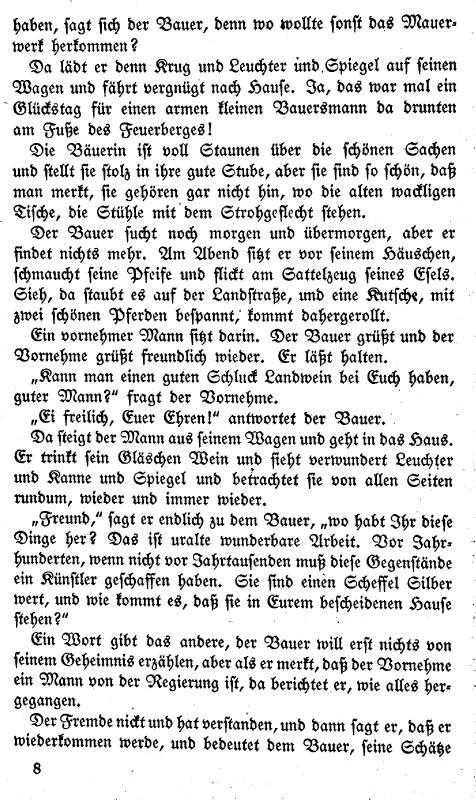 haben, sagt sich der Bauer, denn wo wollte sonst das Mauer-
werk herkommen?
Da lädt er denn Krug und Leuchter und Spiegel auf seinen
Wagen und fährt vergnügt nach Hause. Ja, das war mal ein
Glückstag für einen armen kleinen Bauersmann da drunten
am Fuße des Feuerberges!
Die Bäuerin ist voll Staunen über die schönen Sachen
und stellt sie stolz in ihre gute Stube, aber sie sind so schön, daß
man merkt, sie gehören gar nicht hin, wo die alten wackligen
Tische, die Stühle mit dem Strohgeflecht stehen.
Der Bauer sucht noch morgen und übermorgen, aber er
findet nichts mehr. Am Abend sitzt er vor seinem Häuschen,
schmaucht seine Pfeife und flickt am Sattelzeug seines Esels.
Sieh, da staubt es auf der Landstraße, und eine Kutsche, mit
zwei schönen Pferden bespannt, kommt dahergerollt.
Ein vornehmer Mann sitzt darin. Der Bauer grüßt und der
Vornehme grüßt freundlich wieder. Er läßt halten.
„Kann man einen guten Schluck Landwein bei Euch haben,
guter Mann?“ fragt der Vornehme.
„Ei freilich, Euer Ehren!“ antwortet der Bauer.
Da steigt der Mann aus seinem Wagen und geht in das Haus.
Er trinkt sein Gläschen Wein und sieht verwundert Leuchter
und Kanne und Spiegel und betrachtet sie von allen Seiten
rundum, wieder und immer wieder.
„Freund,“ sagt er endlich zu dem Bauer, „wo habt Ihr diese
Dinge her? Das ist uralte wunderbare Arbeit. Vor Jahr-
hunderten, wenn nicht vor Jahrtausenden muß diese Gegenstände
ein Künstler geschaffen haben. Sie sind einen Scheffel Silber
wert, und wie kommt es, daß sie in Eurem bescheidenen Hause
stehen?“
Ein Wort gibt das andere, der Bauer will erst nichts von
seinem Geheimnis erzählen, aber als er merkt, daß der Vornehme
ein Mann von der Regierung ist, da berichtet er, wie alles her-
gegangen.
Der Fremde nickt und hat verstanden, und dann sagt er, daß er
wiederkommen werde, und bedeutet dem Bauer, seine Schätze
8